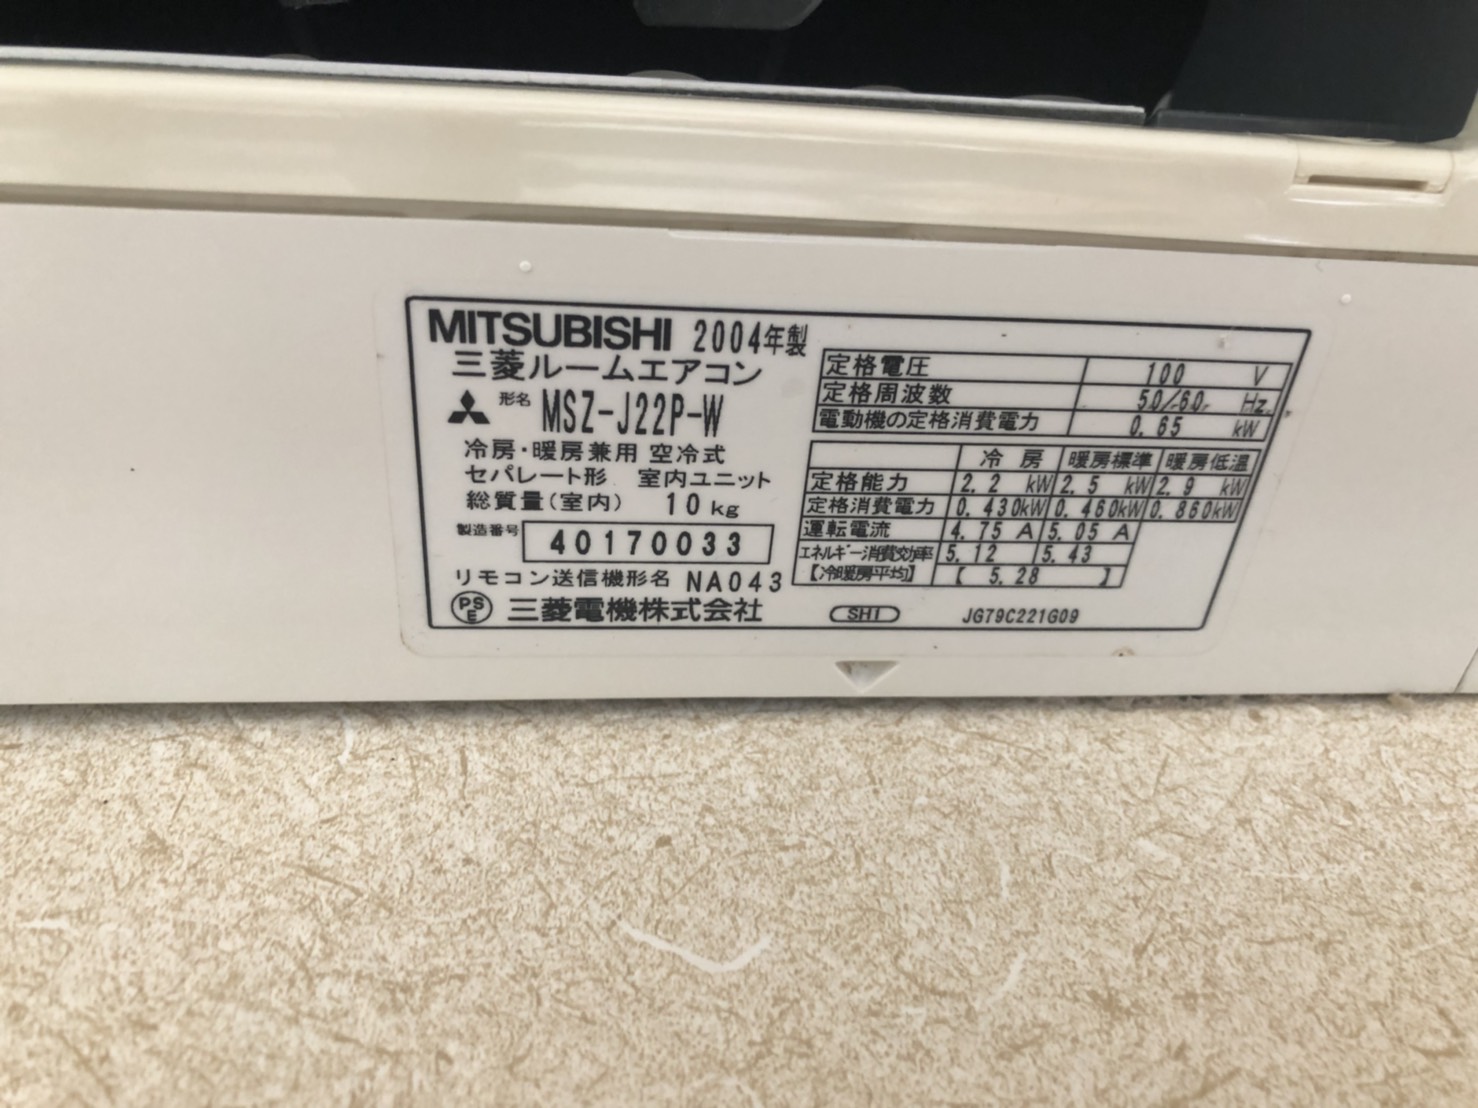 MITSUBISHI 2004年製
三菱ルームエアコン
形名 MSZ-J22P-W
冷房・暖房兼用 空冷式
セパレート形 室内ユニット
総質量(室内) 10kg
製造番号 40170033
リモコン送信機形名 NA043
PSE 三菱電機株式会社
定格電圧 100 V
定格周波数 50/60 Hz
電動機の定格消費電力 0.65 kW
冷房 暖房標準 暖房低温
定格能力 2.2 kW 2.5 kW 2.9 kW
定格消費電力 0.430kW 0.460kW 0.860kW
運転電流 4.75 A 5.05 A
エネルギー消費効率 5.12 5.43
【冷暖房平均】 [ 5.28 ]
SHI JG79C221G09